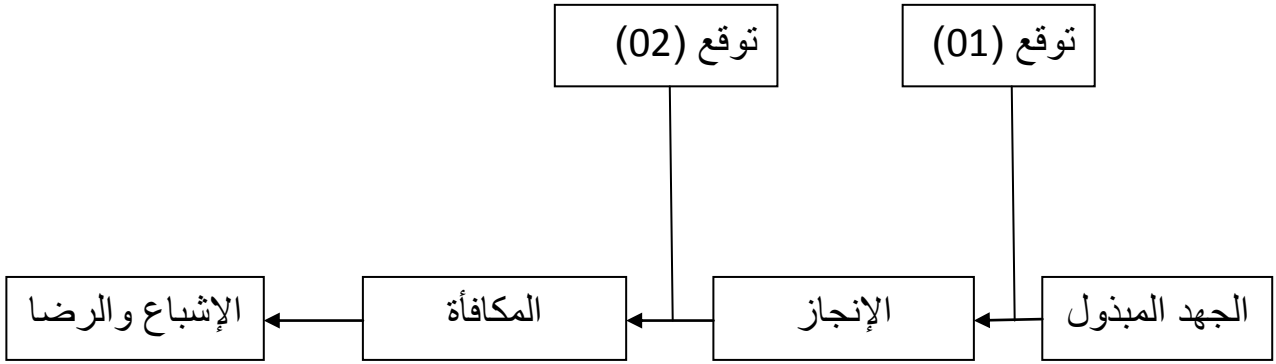 توقع (01)
توقع (02)
الجهد المبذول
الإنجاز
المكافأة
الإشباع والرضا